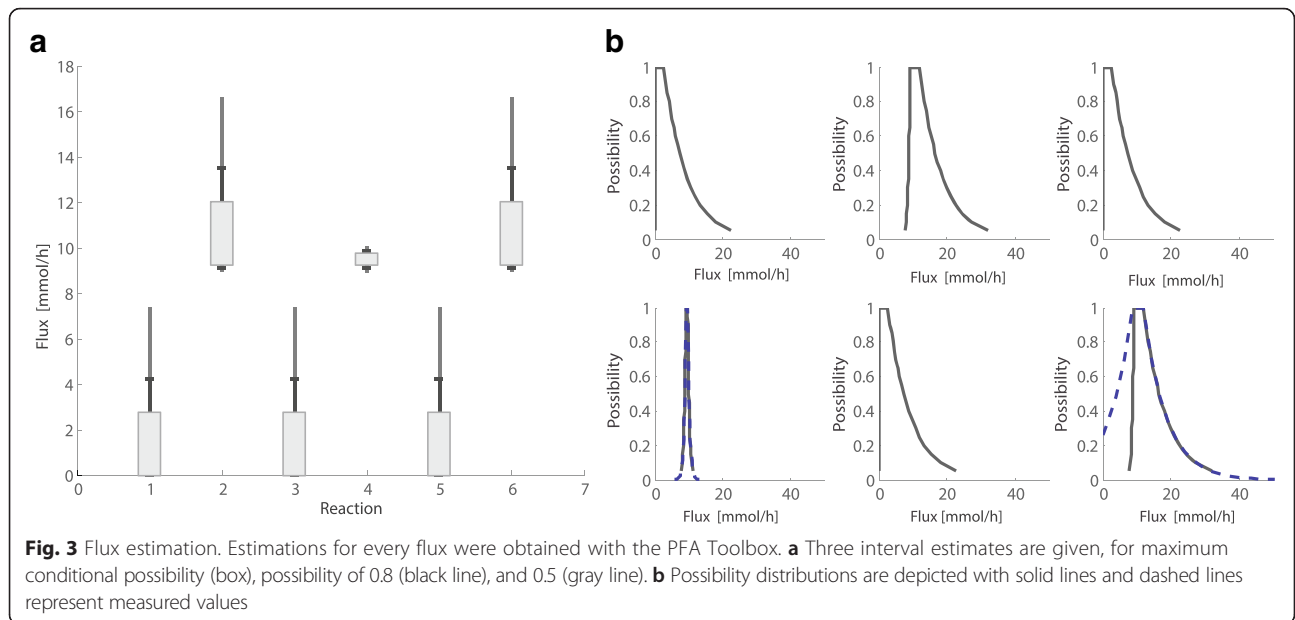 a
18
16
14
12
10
8
6
4
2
0
Flux [mmol/h]
0 1 2 3 4 5 6 7
Reaction
b
1
0.8
0.6
0.4
0.2
0
Possibility
0 20 40
Flux [mmol/h]
1
0.8
0.6
0.4
0.2
0
Possibility
0 20 40
Flux [mmol/h]
1
0.8
0.6
0.4
0.2
0
Possibility
0 20 40
Flux [mmol/h]
1
0.8
0.6
0.4
0.2
0
Possibility
0 20 40
Flux [mmol/h]
1
0.8
0.6
0.4
0.2
0
Possibility
0 20 40
Flux [mmol/h]
1
0.8
0.6
0.4
0.2
0
Possibility
0 20 40
Flux [mmol/h]
Fig. 3 Flux estimation. Estimations for every flux were obtained with the PFA Toolbox. a Three interval estimates are given, for maximum
conditional possibility (box), possibility of 0.8 (black line), and 0.5 (gray line). b Possibility distributions are depicted with solid lines and dashed lines
represent measured values